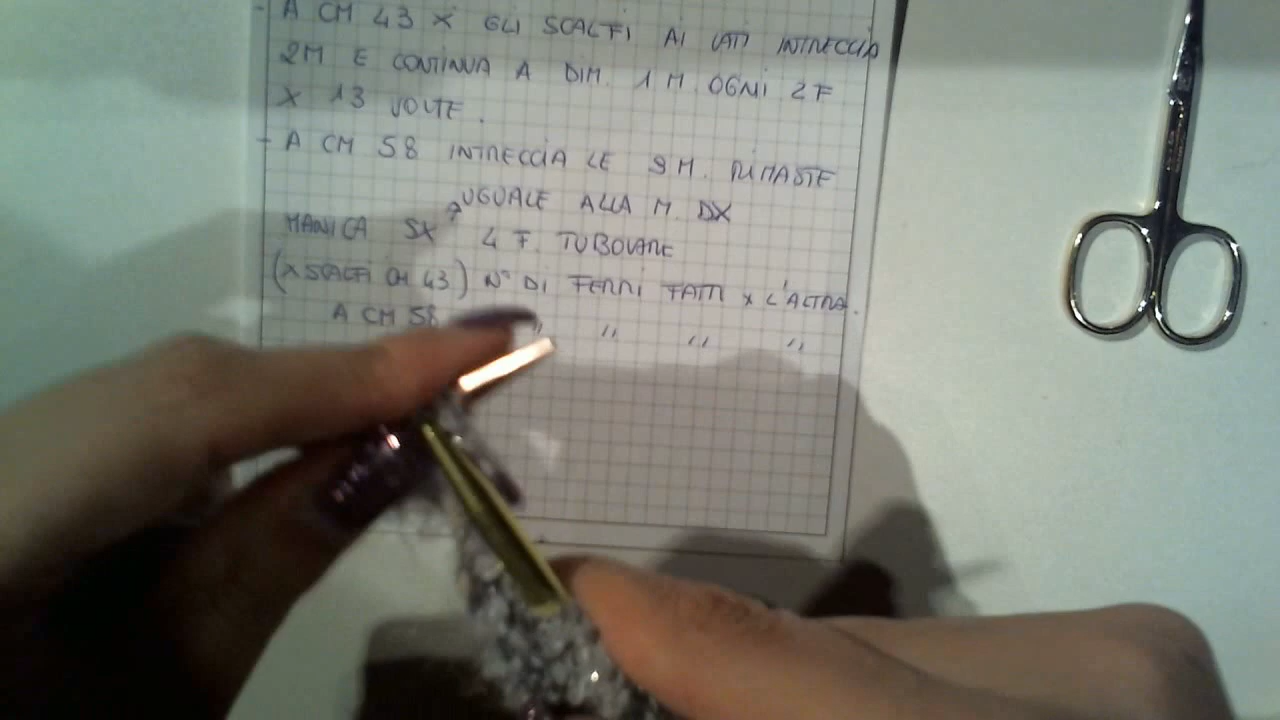 - A CM 43 X GLI SCALFI AI LATI INTRECCIA
2M E CONTINUA A DIM. 1 M OGNI 2 F
X 13 VOLTE.
- A CM 58 INTRECCIA LE 9 M. RIMASTE
UGUALE ALLA M. DX
MANICA SX 4 F. TUBOLARE
(X SCALFI CM 43) N° DI FERRI FATTI X L'ALTRA.
A CM 58 " " " "